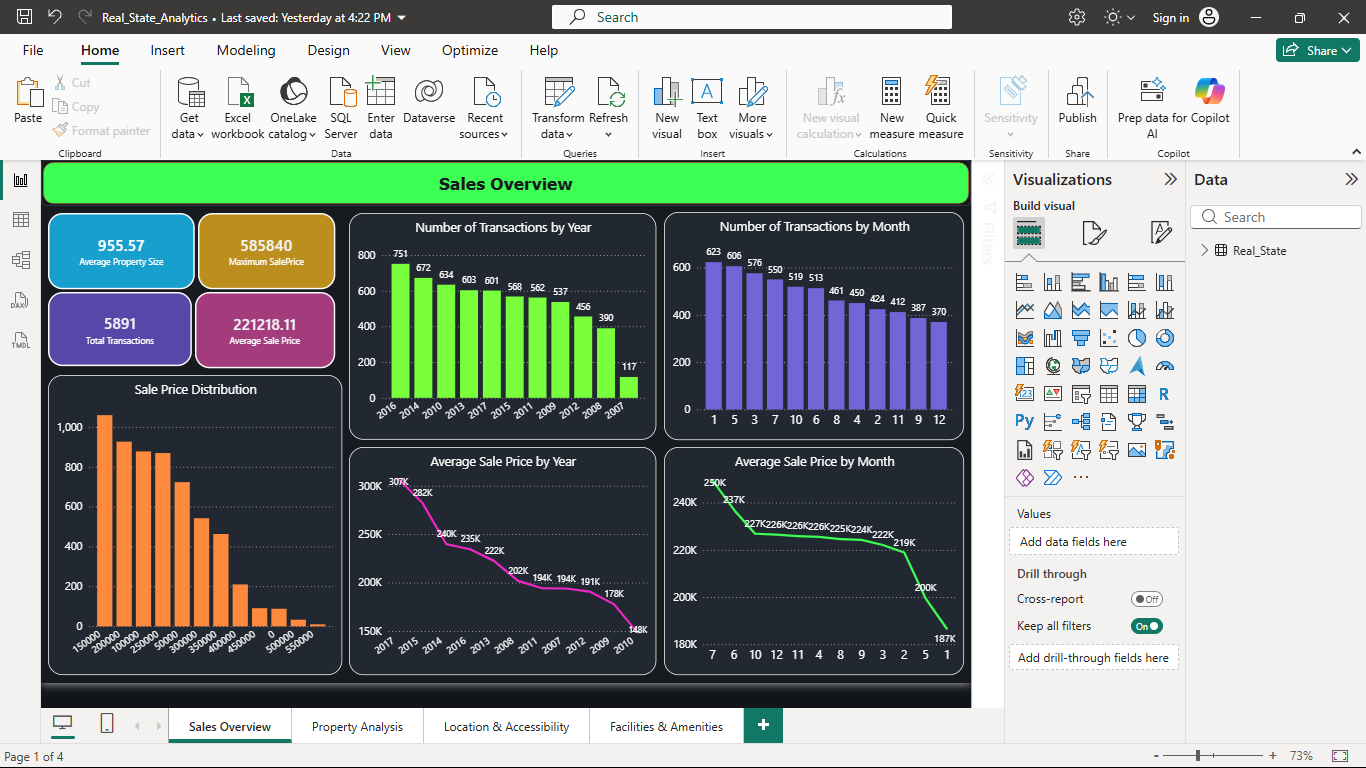 Real_State_Analytics • Last saved: Yesterday at 4:22 PM
Search
Sign in
File Home Insert Modeling Design View Optimize Help
Share
Paste
Cut
Copy
Format painter
Clipboard
Get data
Excel workbook
OneLake catalog
SQL Server
Enter data
Dataverse
Recent sources
Data
Transform data
Refresh
Queries
New visual
Text box
More visuals
Insert
New visual calculation
New measure
Quick measure
Calculations
Sensitivity
Sensitivity
Publish
Share
Prep data for AI
Copilot
Copilot
DAX
TMDL
Sales Overview
955.57
Average Property Size
585840
Maximum SalePrice
5891
Total Transactions
221218.11
Average Sale Price
Number of Transactions by Year
800
600
400
200
0
751 672 634 603 601 568 562 537 456 390 117
2016 2014 2010 2013 2017 2015 2011 2009 2012 2008 2007
Number of Transactions by Month
600
400
200
0
623 606 576 550 519 513 461 450 424 412 387 370
1 5 3 7 10 6 8 4 2 11 9 12
Sale Price Distribution
1,000
800
600
400
200
0
150000 200000 100000 250000 50000 300000 350000 400000 450000 0 500000 550000
Average Sale Price by Year
300K
250K
200K
150K
307K 282K 240K 235K 222K 202K 194K 194K 191K 178K 148K
2017 2015 2014 2016 2013 2008 2011 2007 2012 2009 2010
Average Sale Price by Month
240K
220K
200K
180K
250K 237K 227K 226K 226K 226K 225K 224K 222K 219K 200K 187K
7 6 10 12 11 4 8 9 3 2 5 1
Filters
Visualizations
Build visual
123
R
Py
Values
Add data fields here
Drill through
Cross-report
Off
Keep all filters
On
Add drill-through fields here
Data
Search
Real_State
Sales Overview
Property Analysis
Location & Accessibility
Facilities & Amenities
+
Page 1 of 4
- + 73%